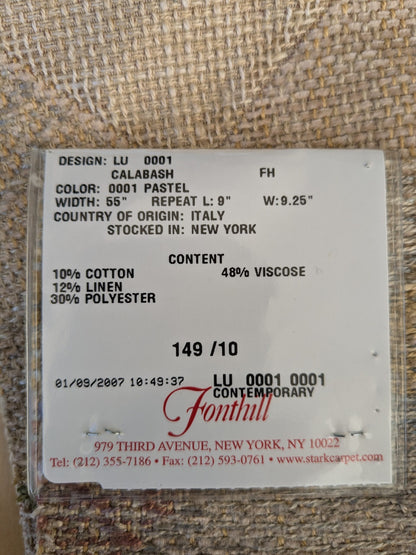 DESIGN: LU 0001
CALABASH FH
COLOR: 0001 PASTEL
WIDTH: 55" REPEAT L: 9" W:9.25"
COUNTRY OF ORIGIN: ITALY
STOCKED IN: NEW YORK
CONTENT
10% COTTON 48% VISCOSE
12% LINEN
30% POLYESTER
149 /10
01/09/2007 10:49:37 LU 0001 0001
CONTEMPORARY
Fonthill
979 THIRD AVENUE, NEW YORK, NY 10022
Tel: (212) 355-7186 • Fax: (212) 593-0761 • www.starkcarpet.com